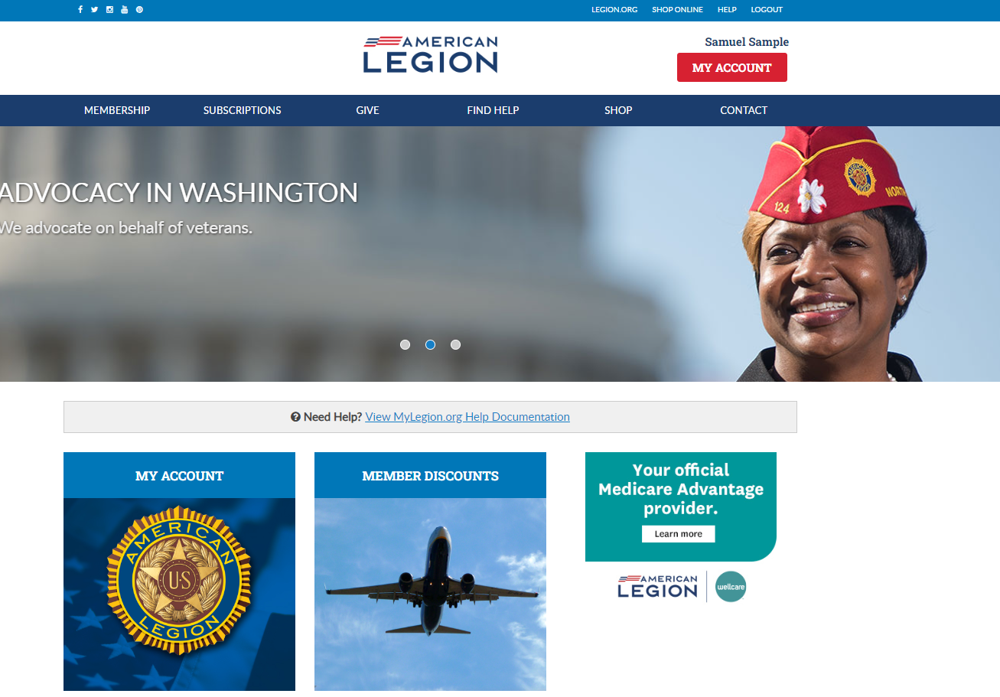 LEGION.ORG SHOP ONLINE HELP LOGOUT
AMERICAN
LEGION
Samuel Sample
MY ACCOUNT
MEMBERSHIP SUBSCRIPTIONS GIVE FIND HELP SHOP CONTACT
ADVOCACY IN WASHINGTON
We advocate on behalf of veterans.
AMERICAN LEGION
124
NORTH
Need Help? View MyLegion.org Help Documentation
MY ACCOUNT
MEMBER DISCOUNTS
Your official
Medicare Advantage
provider.
Learn more
AMERICAN
U.S
LEGION
AMERICAN
LEGION
wellcare